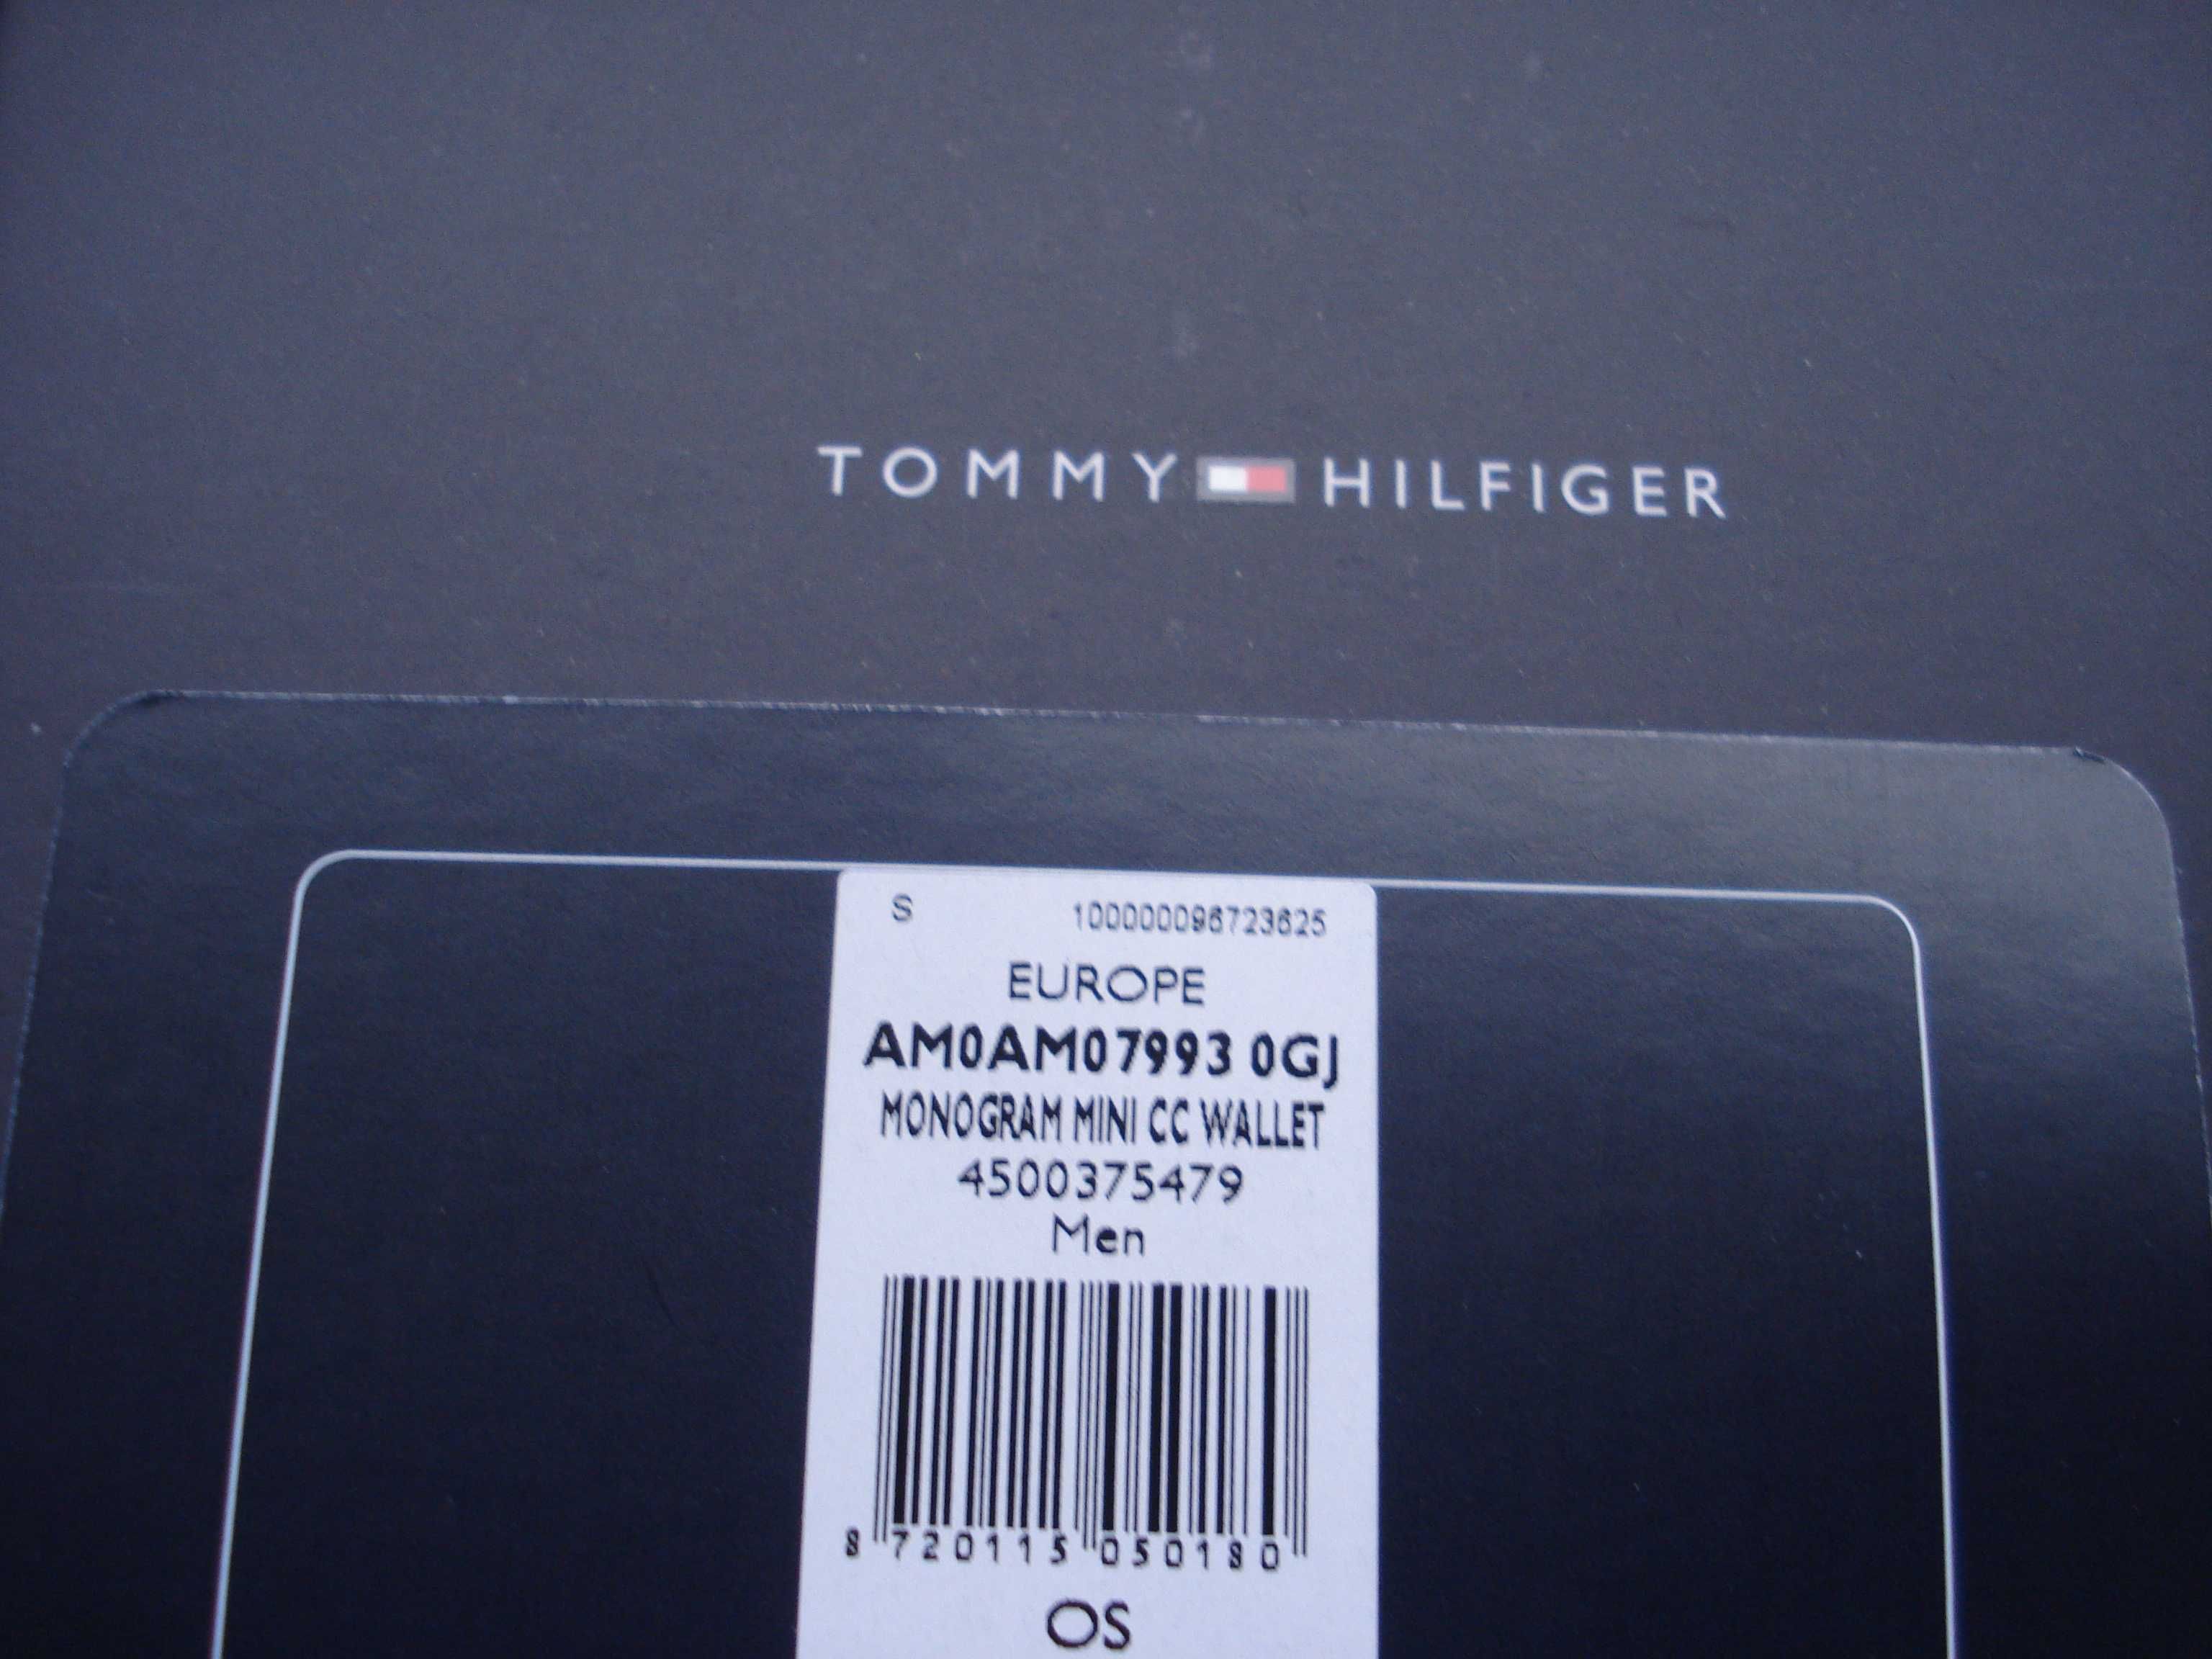 TOMMY HILFIGER
S 100000096723625
EUROPE
AM0AM07993 0GJ
MONOGRAM MINI CC WALLET
4500375479
Men
8 720115 050180
OS